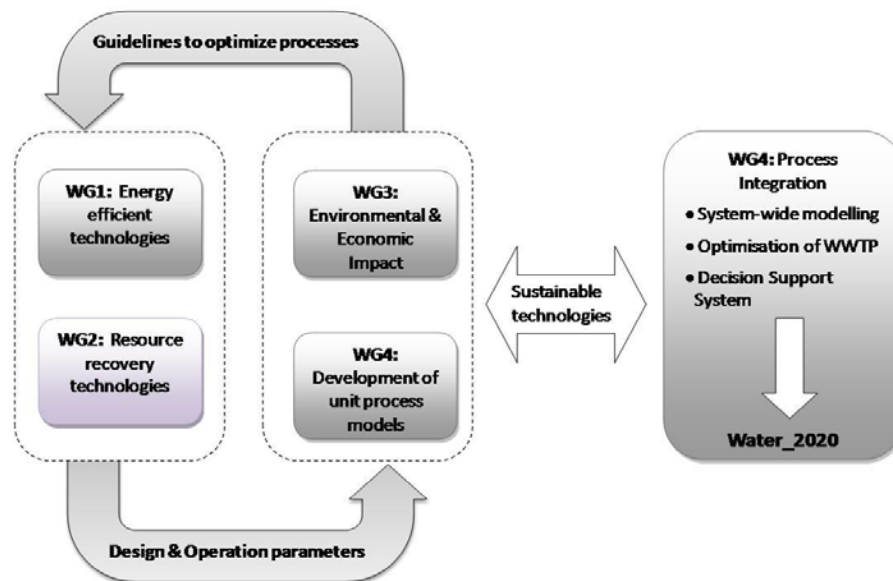 Guidelines to optimize processes
WG1: Energy
efficient
technologies
WG2: Resource
recovery
technologies
WG3:
Environmental &
Economic
Impact
WG4:
Development of
unit process
models
Design & Operation parameters
Sustainable
technologies
WG4: Process
Integration
• System-wide modelling
• Optimisation of WWTP
• Decision Support
System
Water_2020